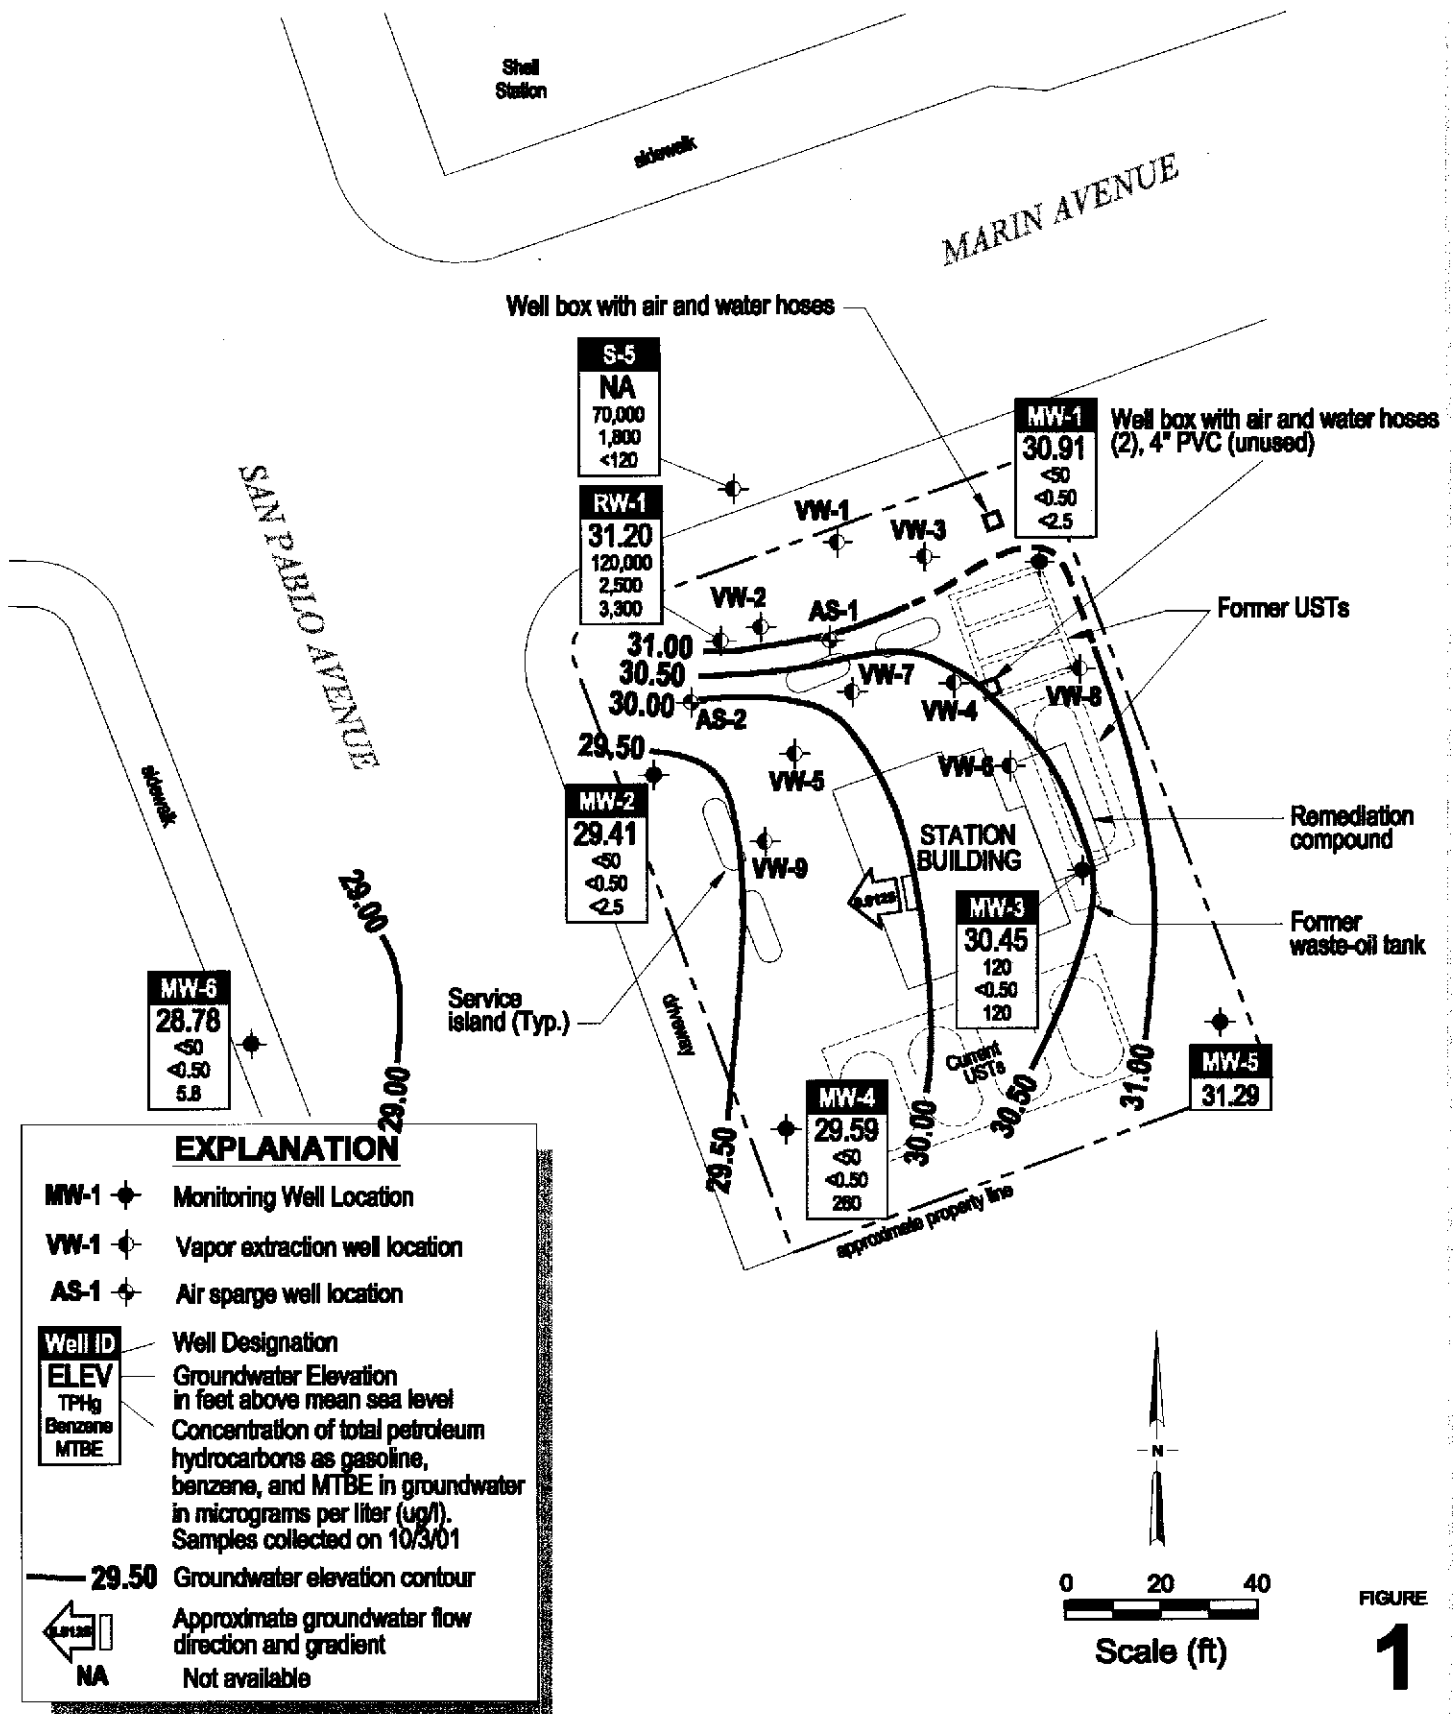 Shell
Station
sidewalk
MARIN AVENUE
Well box with air and water hoses
S-5
NA
70,000
1,800
<120
MW-1
30.91
<50
<0.50
<2.5
Well box with air and water hoses
(2), 4" PVC (unused)
SAN PABLO AVENUE
RW-1
31.20
120,000
2,500
3,300
VW-1
VW-3
VW-2
AS-1
Former USTs
31.00
30.50
30.00
29.50
VW-7
VW-4
VW-8
AS-2
VW-5
VW-6
sidewalk
MW-2
29.41
<50
<0.50
<2.5
STATION
BUILDING
Remediation
compound
VW-9
29.00
MW-3
30.45
120
<0.50
120
Former
waste-oil tank
MW-6
28.78
<50
<0.50
5.8
Service
island (Typ.)
driveway
Current
USTs
MW-5
31.29
29.00
MW-4
29.59
<50
<0.50
260
29.50
30.00
30.50
31.00
approximate property line
EXPLANATION
MW-1 Monitoring Well Location
VW-1 Vapor extraction well location
AS-1 Air sparge well location
Well ID
ELEV
TPHg
Benzene
MTBE
Well Designation
Groundwater Elevation
in feet above mean sea level
Concentration of total petroleum
hydrocarbons as gasoline,
benzene, and MTBE in groundwater
in micrograms per liter (ug/l).
Samples collected on 10/3/01
29.50 Groundwater elevation contour
Approximate groundwater flow
direction and gradient
NA Not available
N
0 20 40
Scale (ft)
FIGURE
1